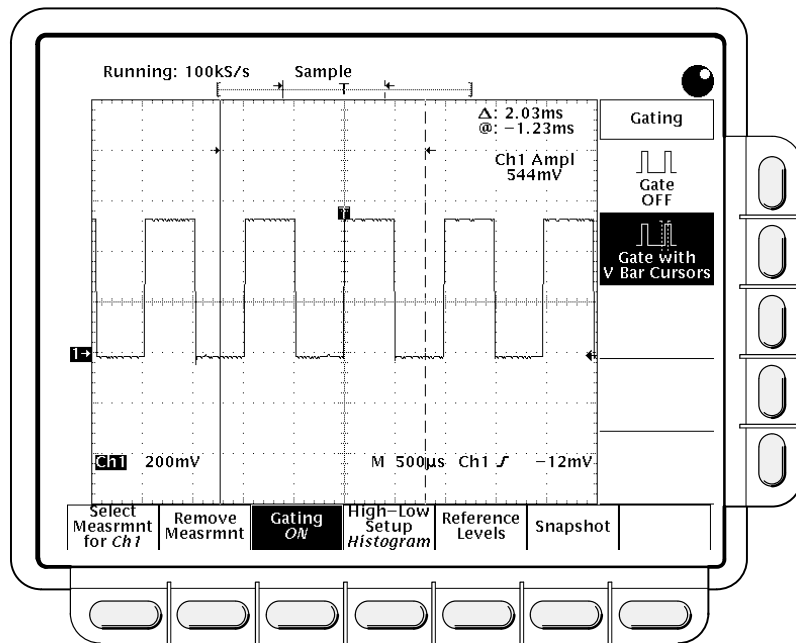 Running: 100kS/s Sample
T
Δ: 2.03ms
@: −1.23ms
Ch1 Ampl
544mV
Gating
Gate
OFF
Gate with
V Bar Cursors
T
1
Ch1 200mV M 500µs Ch1 −12mV
Select
Measrmnt
for Ch1
Remove
Measrmnt
Gating
ON
High−Low
Setup
Histogram
Reference
Levels
Snapshot